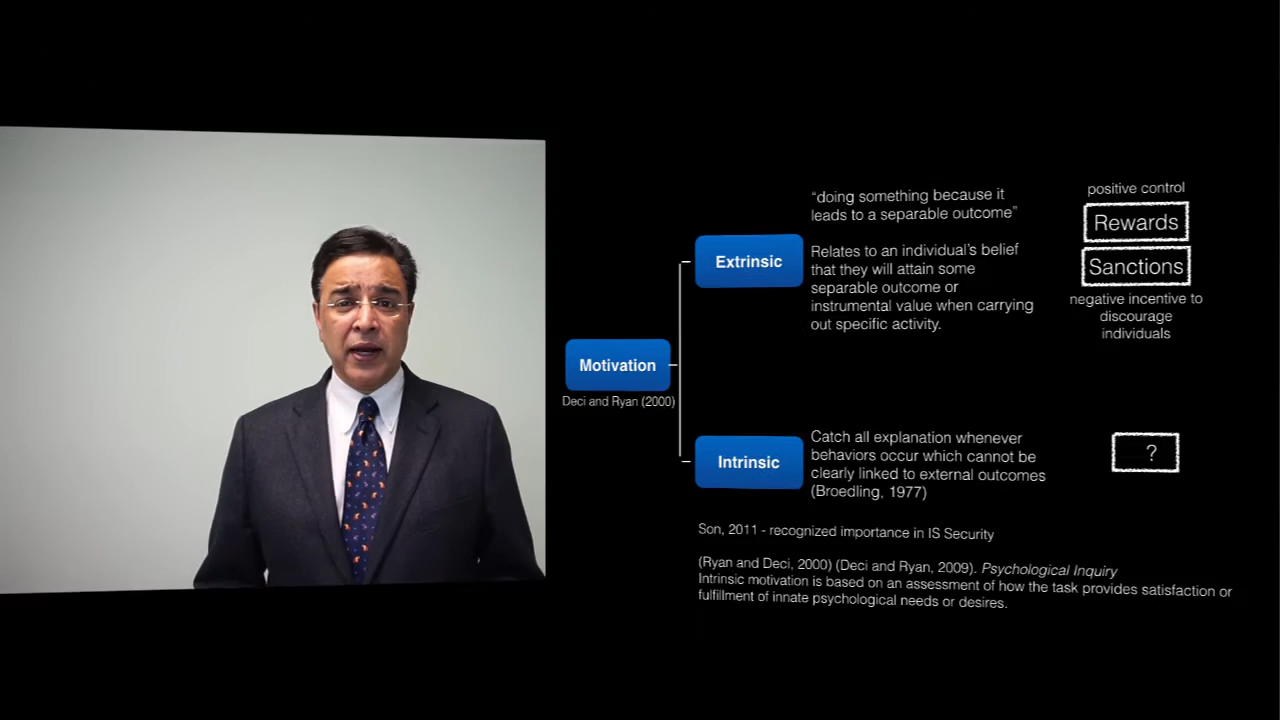 Motivation
Deci and Ryan (2000)
Extrinsic
“doing something because it
leads to a separable outcome”
Relates to an individual’s belief
that they will attain some
separable outcome or
instrumental value when carrying
out specific activity.
positive control
Rewards
Sanctions
negative incentive to
discourage
individuals
Intrinsic
Catch all explanation whenever
behaviors occur which cannot be
clearly linked to external outcomes
(Broedling, 1977)
?
Son, 2011 - recognized importance in IS Security
(Ryan and Deci, 2000) (Deci and Ryan, 2009). Psychological Inquiry
Intrinsic motivation is based on an assessment of how the task provides satisfaction or
fulfillment of innate psychological needs or desires.